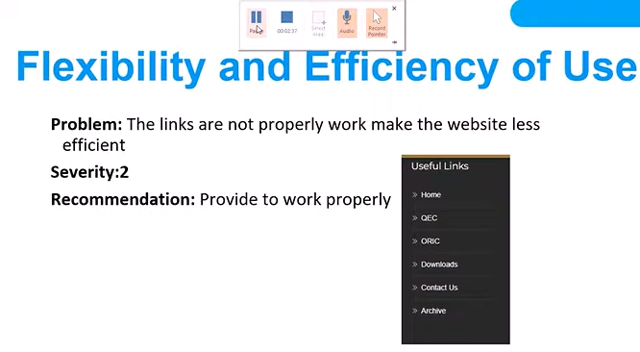 Pause
00:02:37
Select Area
Audio
Record Pointer
Flexibility and Efficiency of Use
Problem: The links are not properly work make the website less
efficient
Severity:2
Recommendation: Provide to work properly
Useful Links
» Home
» QEC
» ORIC
» Downloads
» Contact Us
» Archive